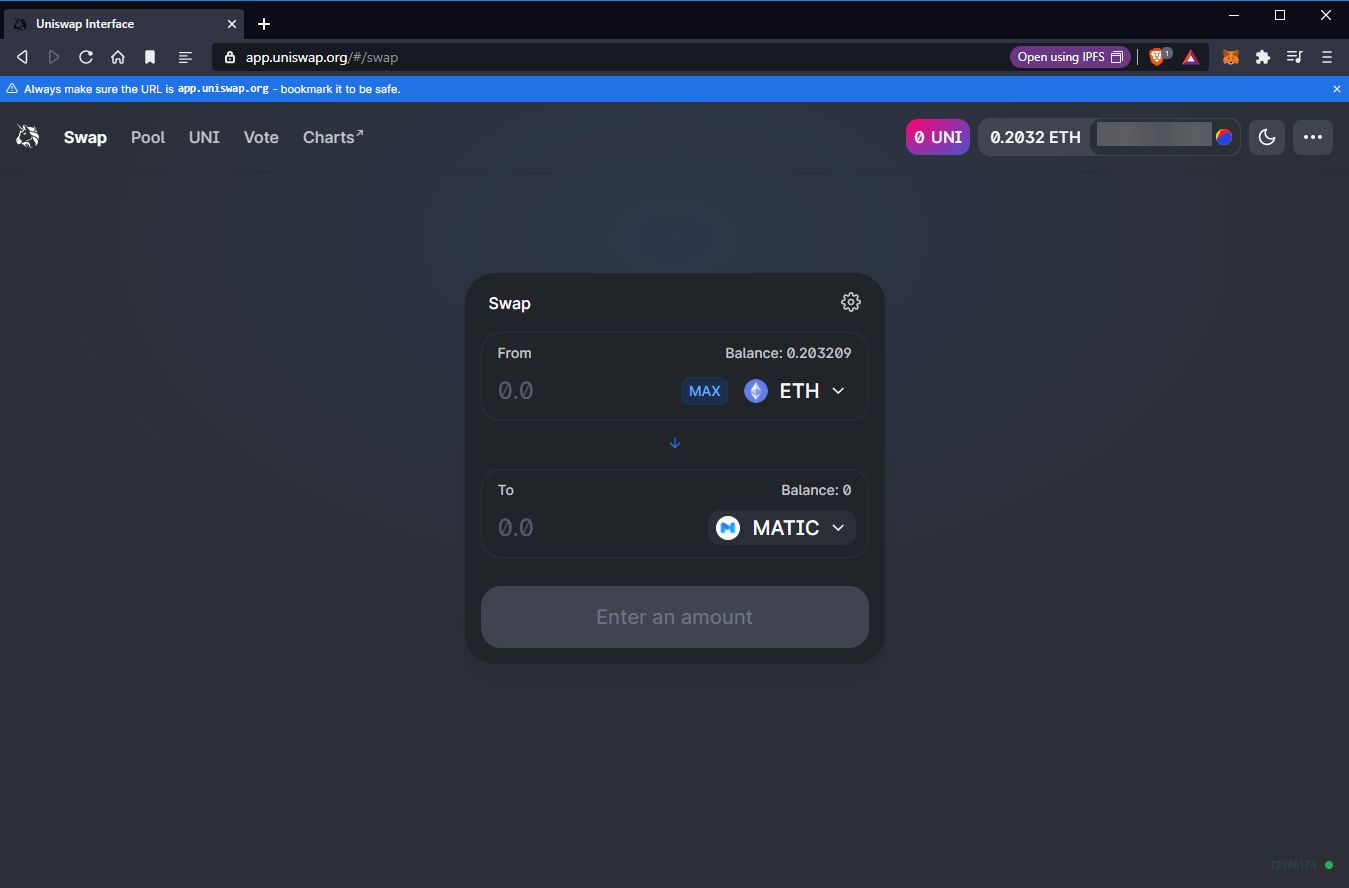 Uniswap Interface
app.uniswap.org/#/swap
Open using IPFS
1
Always make sure the URL is app.uniswap.org - bookmark it to be safe.
Swap
Pool
UNI
Vote
Charts↗
0 UNI
0.2032 ETH
Swap
From
Balance: 0.203209
0.0
MAX
ETH
To
Balance: 0
0.0
MATIC
Enter an amount
12176174